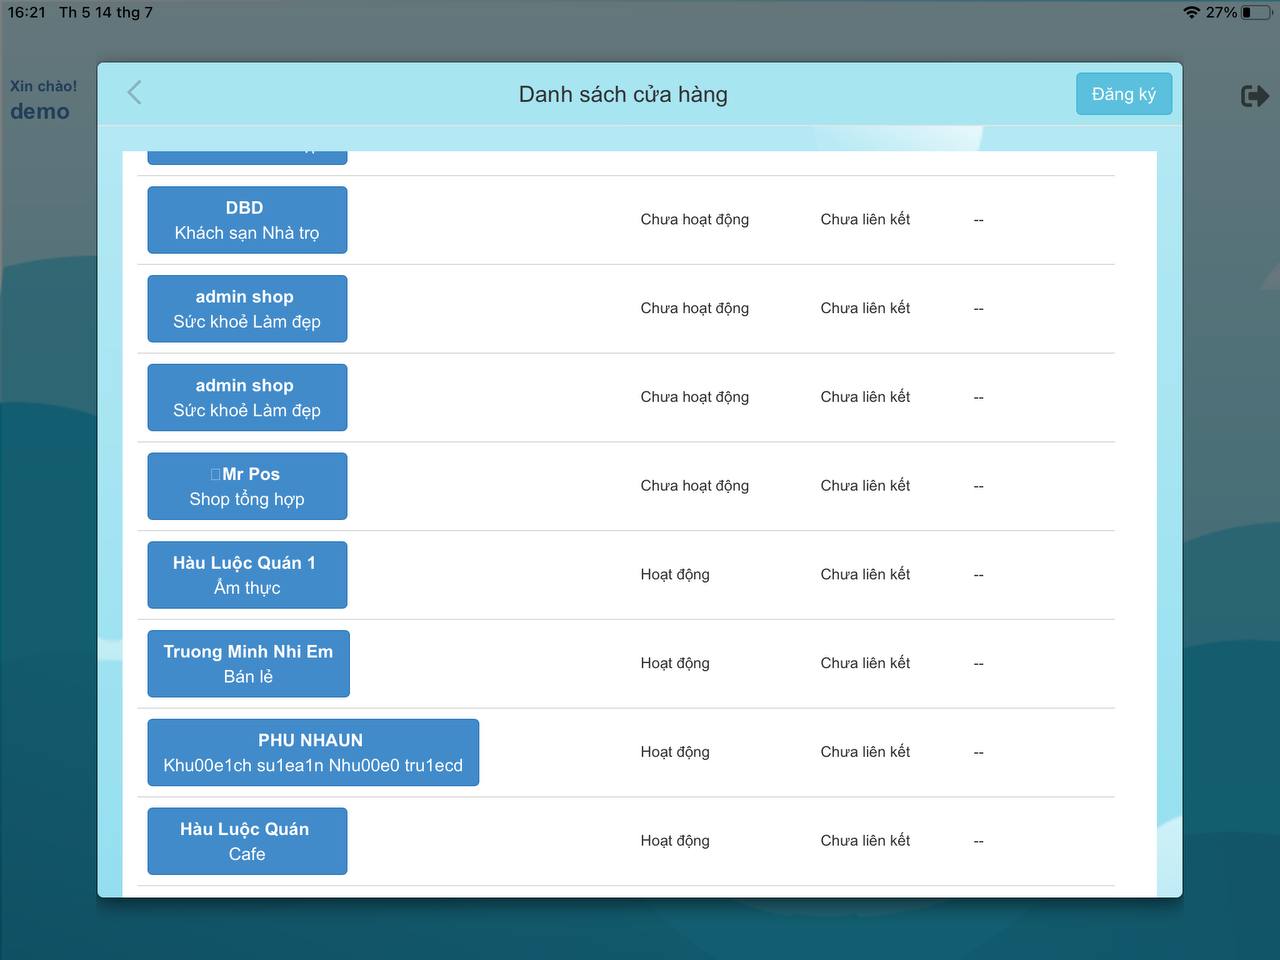 16:21 Th 5 14 thg 7
27%
Xin chào!
demo
Danh sách cửa hàng
Đăng ký
DBD
Khách sạn Nhà trọ
Chưa hoạt động
Chưa liên kết
--
admin shop
Sức khoẻ Làm đẹp
Chưa hoạt động
Chưa liên kết
--
admin shop
Sức khoẻ Làm đẹp
Chưa hoạt động
Chưa liên kết
--
Mr Pos
Shop tổng hợp
Chưa hoạt động
Chưa liên kết
--
Hàu Luộc Quán 1
Ẩm thực
Hoạt động
Chưa liên kết
--
Truong Minh Nhi Em
Bán lẻ
Hoạt động
Chưa liên kết
--
PHU NHAUN
Khu00e1ch su1ea1n Nhu00e0 tru1ecd
Hoạt động
Chưa liên kết
--
Hàu Luộc Quán
Cafe
Hoạt động
Chưa liên kết
--